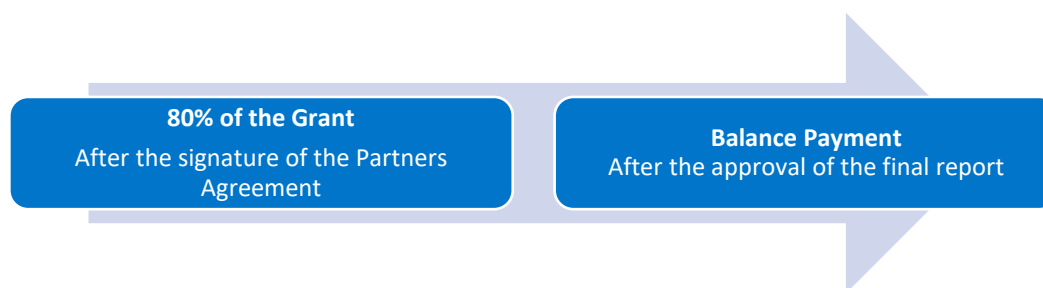 80% of the Grant
After the signature of the Partners
Agreement
Balance Payment
After the approval of the final report